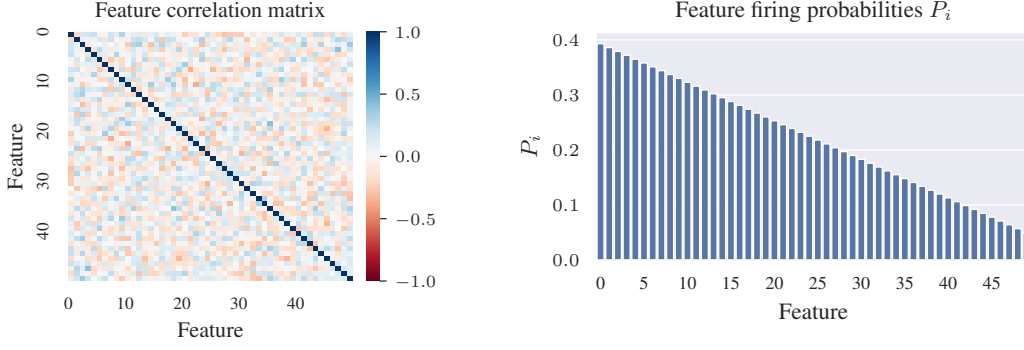 Feature correlation matrix
0
10
20
30
40
Feature
0 10 20 30 40
Feature
1.0
0.5
0.0
−0.5
−1.0
Feature firing probabilities P_i
0.4
0.3
0.2
0.1
0.0
P_i
0 5 10 15 20 25 30 35 40 45
Feature